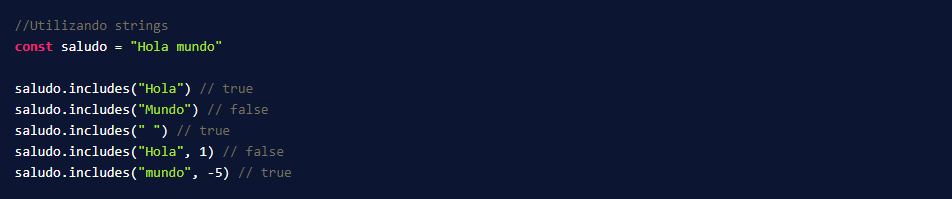 //Utilizando strings
const saludo = "Hola mundo"
saludo.includes("Hola") // true
saludo.includes("Mundo") // false
saludo.includes(" ") // true
saludo.includes("Hola", 1) // false
saludo.includes("mundo", -5) // true